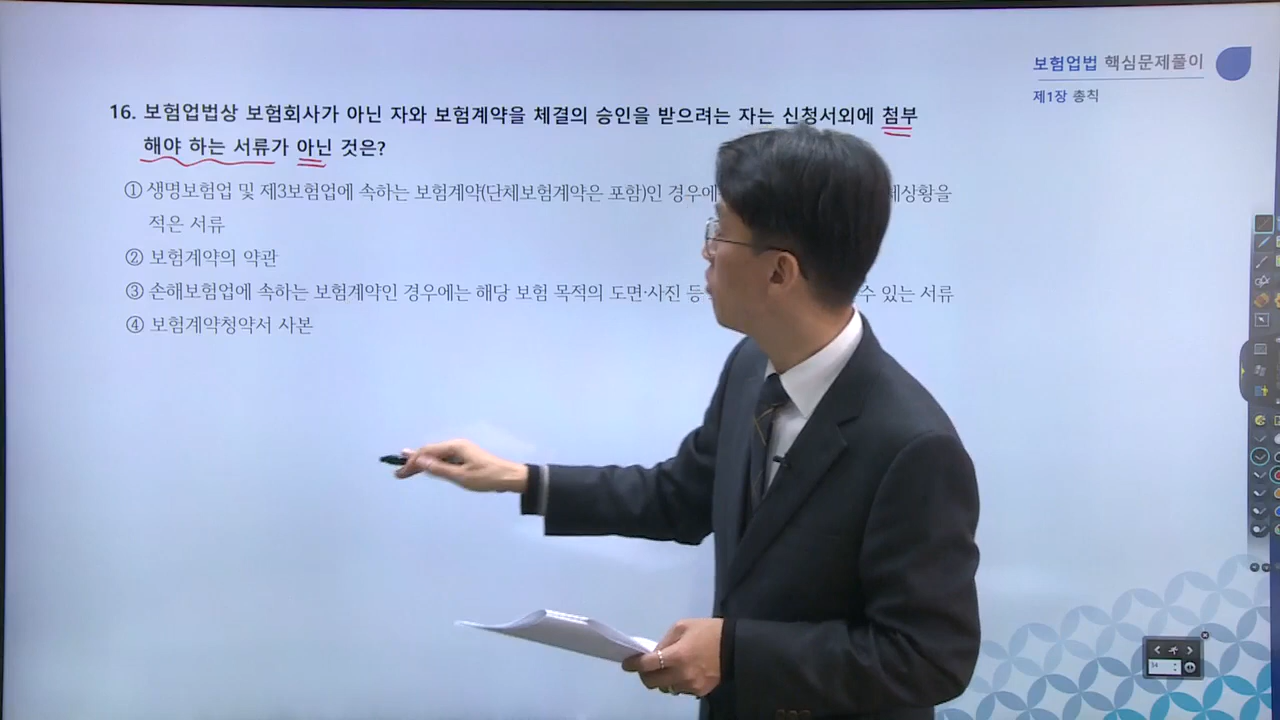 보험업법 핵심문제풀이
제1장 총칙
16. 보험업법상 보험회사가 아닌 자와 보험계약을 체결의 승인을 받으려는 자는 신청서외에 첨부
해야 하는 서류가 아닌 것은?
① 생명보험업 및 제3보험업에 속하는 보험계약(단체보험계약은 포함)인 경우에
적은 서류
② 보험계약의 약관
③ 손해보험업에 속하는 보험계약인 경우에는 해당 보험 목적의 도면·사진 등 수 있는 서류
④ 보험계약청약서 사본